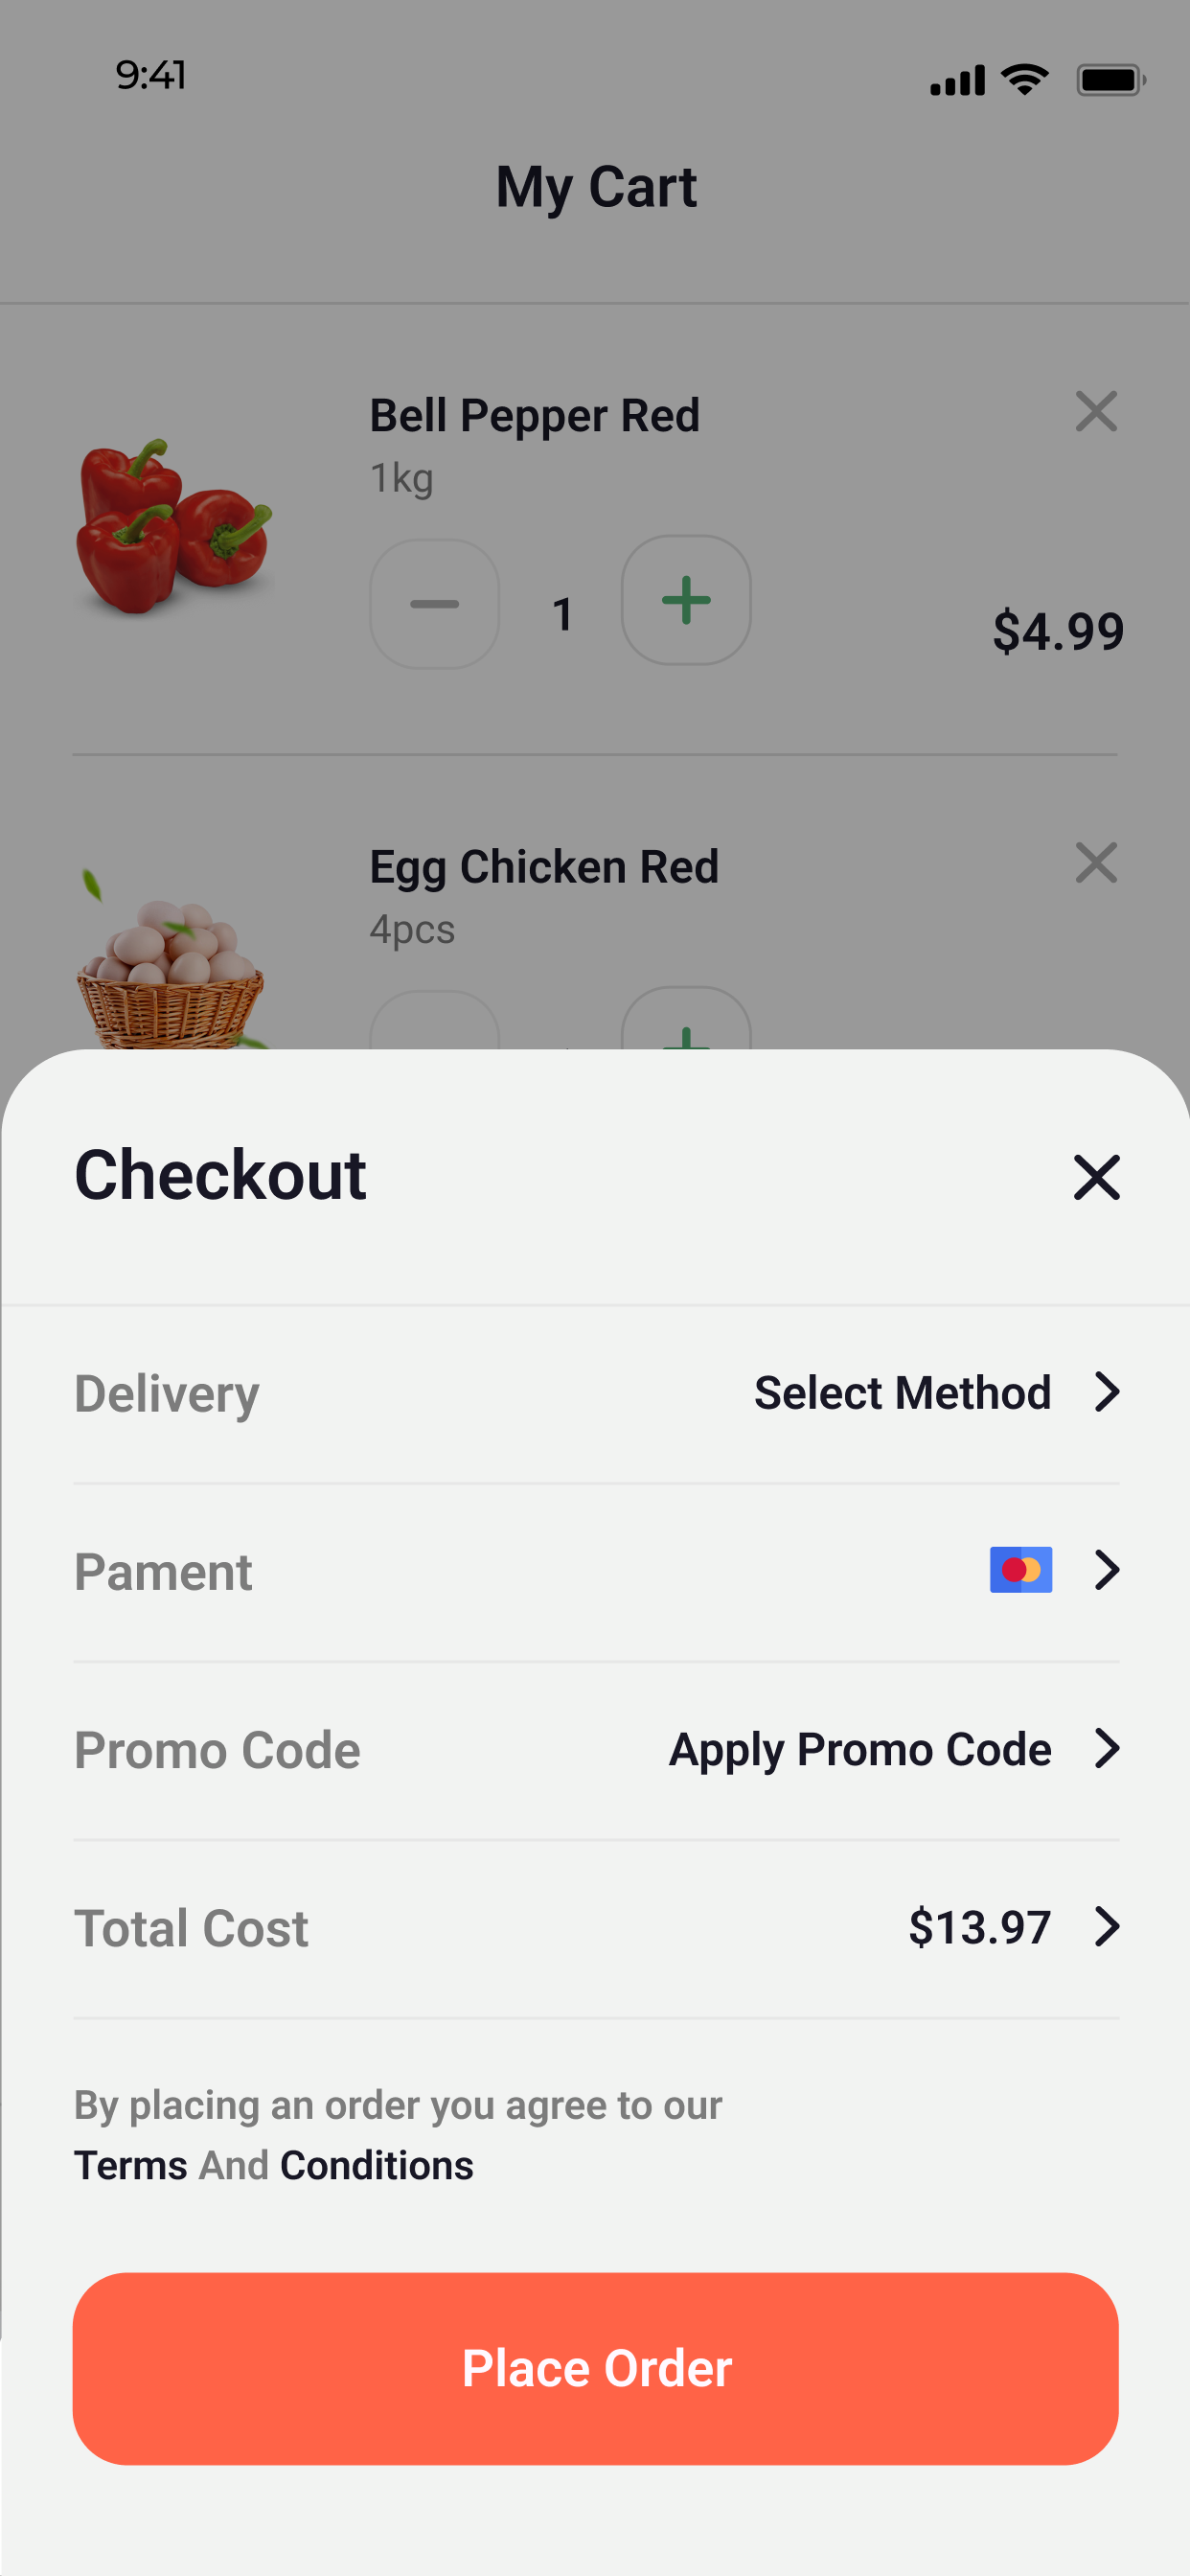 9:41
My Cart
Bell Pepper Red
1kg
1
$4.99
Egg Chicken Red
4pcs
Checkout
Delivery Select Method
Pament
Promo Code Apply Promo Code
Total Cost $13.97
By placing an order you agree to our
Terms And Conditions
Place Order